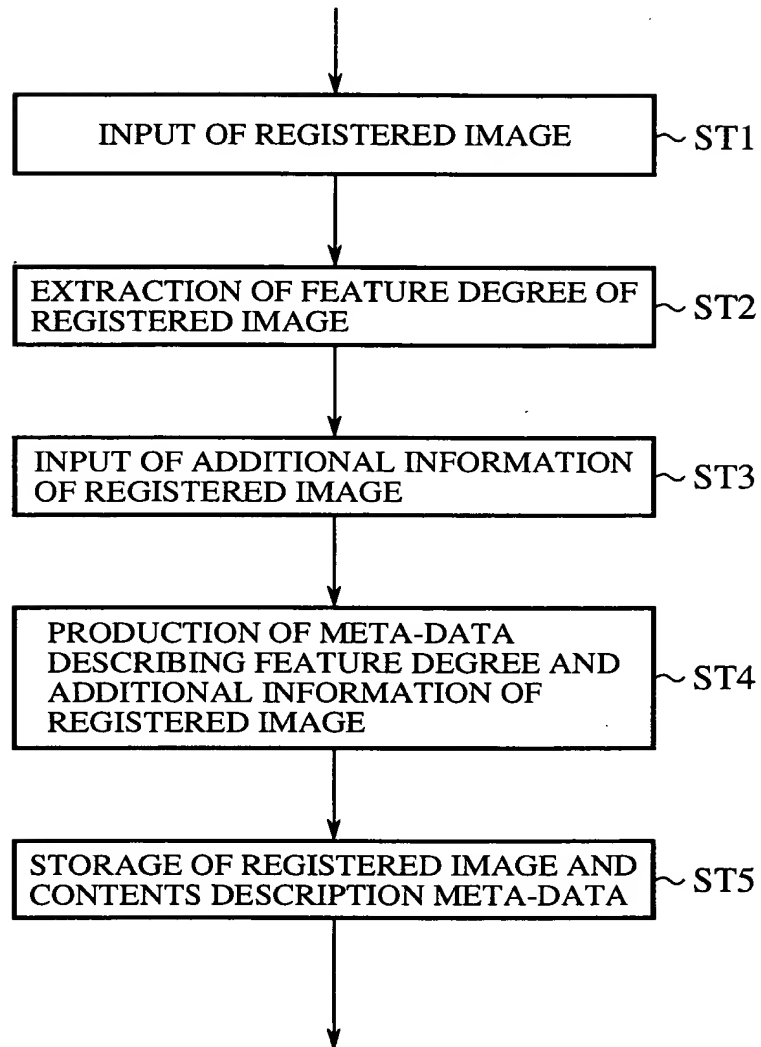 INPUT OF REGISTERED IMAGE
ST1
EXTRACTION OF FEATURE DEGREE OF
REGISTERED IMAGE
ST2
INPUT OF ADDITIONAL INFORMATION
OF REGISTERED IMAGE
ST3
PRODUCTION OF META-DATA
DESCRIBING FEATURE DEGREE AND
ADDITIONAL INFORMATION OF
REGISTERED IMAGE
ST4
STORAGE OF REGISTERED IMAGE AND
CONTENTS DESCRIPTION META-DATA
ST5